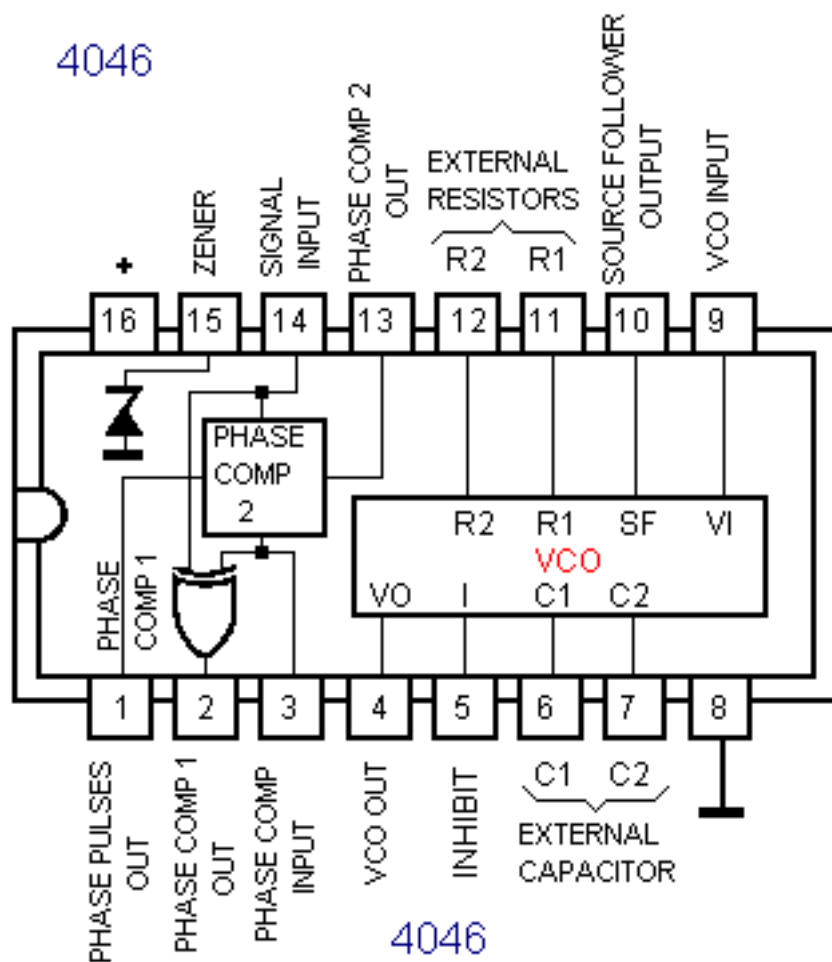 4046
+
ZENER
SIGNAL
INPUT
PHASE COMP 2
OUT
EXTERNAL
RESISTORS
R2 R1
SOURCE FOLLOWER
OUTPUT
VCO INPUT
16 15 14 13 12 11 10 9
PHASE
COMP
2
R2 R1 SF VI
VCO
VO I C1 C2
PHASE
COMP 1
1 2 3 4 5 6 7 8
PHASE PULSES
OUT
PHASE COMP 1
OUT
PHASE COMP
INPUT
VCO OUT
INHIBIT
C1 C2
EXTERNAL
CAPACITOR
4046